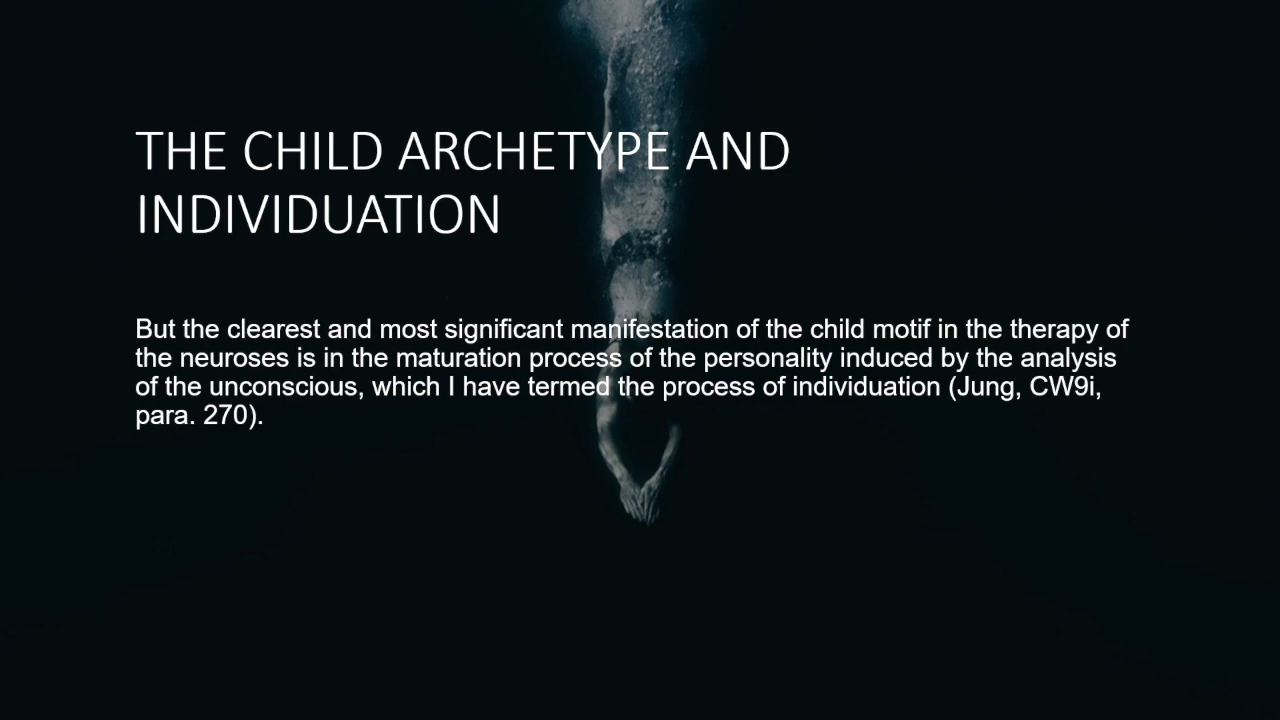 THE CHILD ARCHETYPE AND
INDIVIDUATION
But the clearest and most significant manifestation of the child motif in the therapy of
the neuroses is in the maturation process of the personality induced by the analysis
of the unconscious, which I have termed the process of individuation (Jung, CW9i,
para. 270).